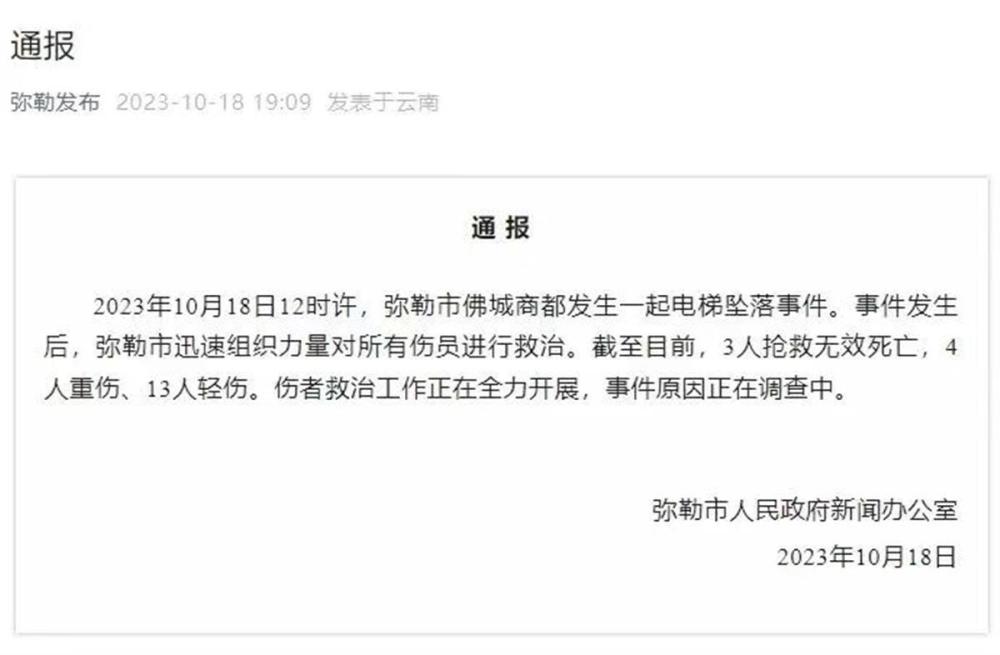 通报
弥勒发布 2023-10-18 19:09 发表于云南
通 报
2023年10月18日12时许，弥勒市佛城商都发生一起电梯坠落事件。事件发生
后，弥勒市迅速组织力量对所有伤员进行救治。截至目前，3人抢救无效死亡，4
人重伤、13人轻伤。伤者救治工作正在全力开展，事件原因正在调查中。
弥勒市人民政府新闻办公室
2023年10月18日